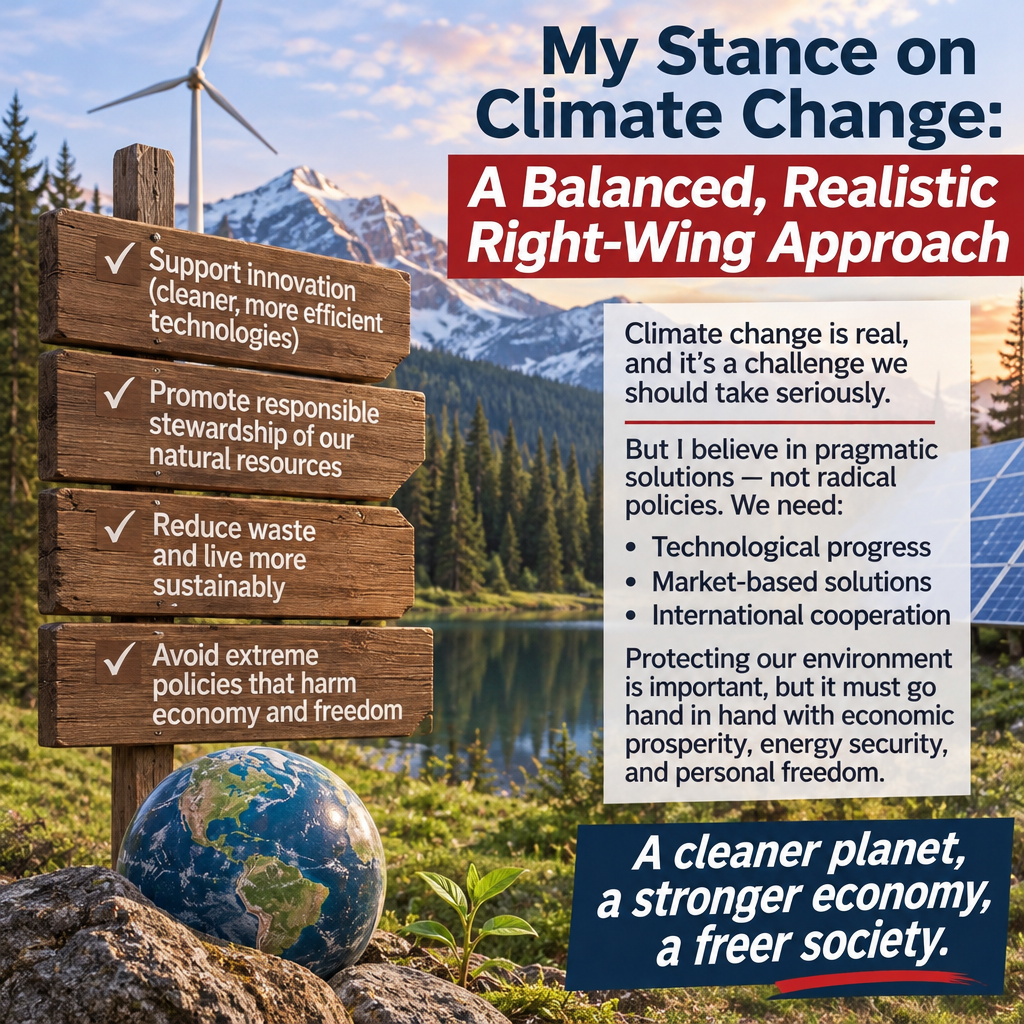 My Stance on
Climate Change:
A Balanced, Realistic
Right-Wing Approach
✓ Support innovation
(cleaner, more efficient
technologies)
✓ Promote responsible
stewardship of our
natural resources
✓ Reduce waste
and live more
sustainably
✓ Avoid extreme
policies that harm
economy and freedom
Climate change is real,
and it's a challenge we
should take seriously.
But I believe in pragmatic
solutions — not radical
policies. We need:
• Technological progress
• Market-based solutions
• International cooperation
Protecting our environment
is important, but it must go
hand in hand with economic
prosperity, energy security,
and personal freedom.
A cleaner planet,
a stronger economy,
a freer society.